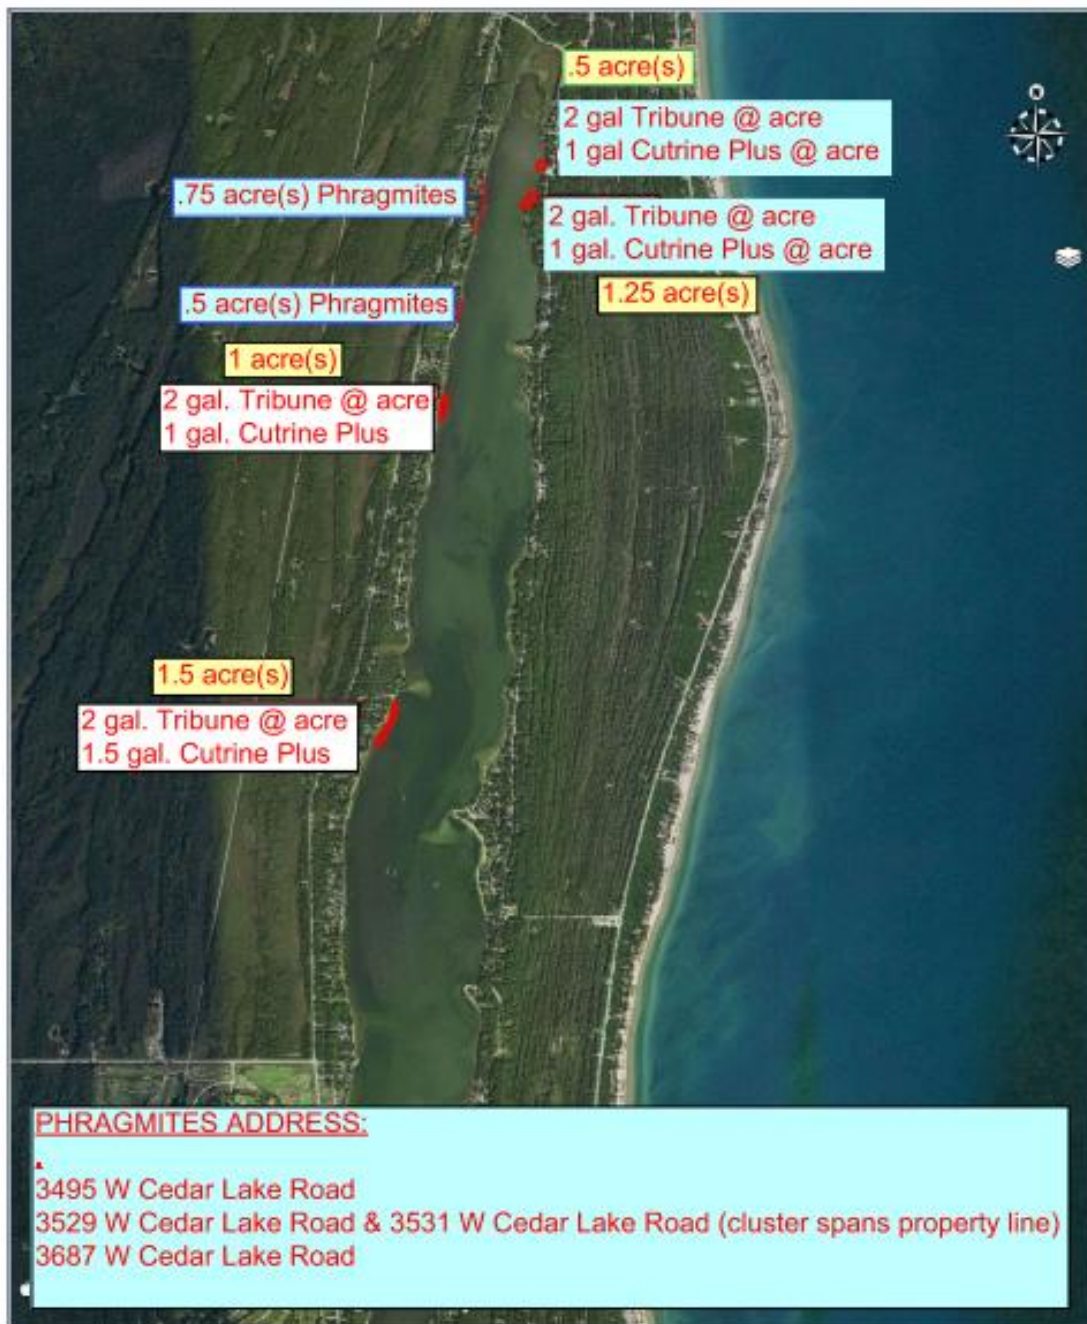 .5 acre(s)
2 gal Tribune @ acre
1 gal Cutrine Plus @ acre
.75 acre(s) Phragmites
2 gal. Tribune @ acre
1 gal. Cutrine Plus @ acre
.5 acre(s) Phragmites
1.25 acre(s)
1 acre(s)
2 gal. Tribune @ acre
1 gal. Cutrine Plus
1.5 acre(s)
2 gal. Tribune @ acre
1.5 gal. Cutrine Plus
PHRAGMITES ADDRESS:
.
3495 W Cedar Lake Road
3529 W Cedar Lake Road & 3531 W Cedar Lake Road (cluster spans property line)
3687 W Cedar Lake Road